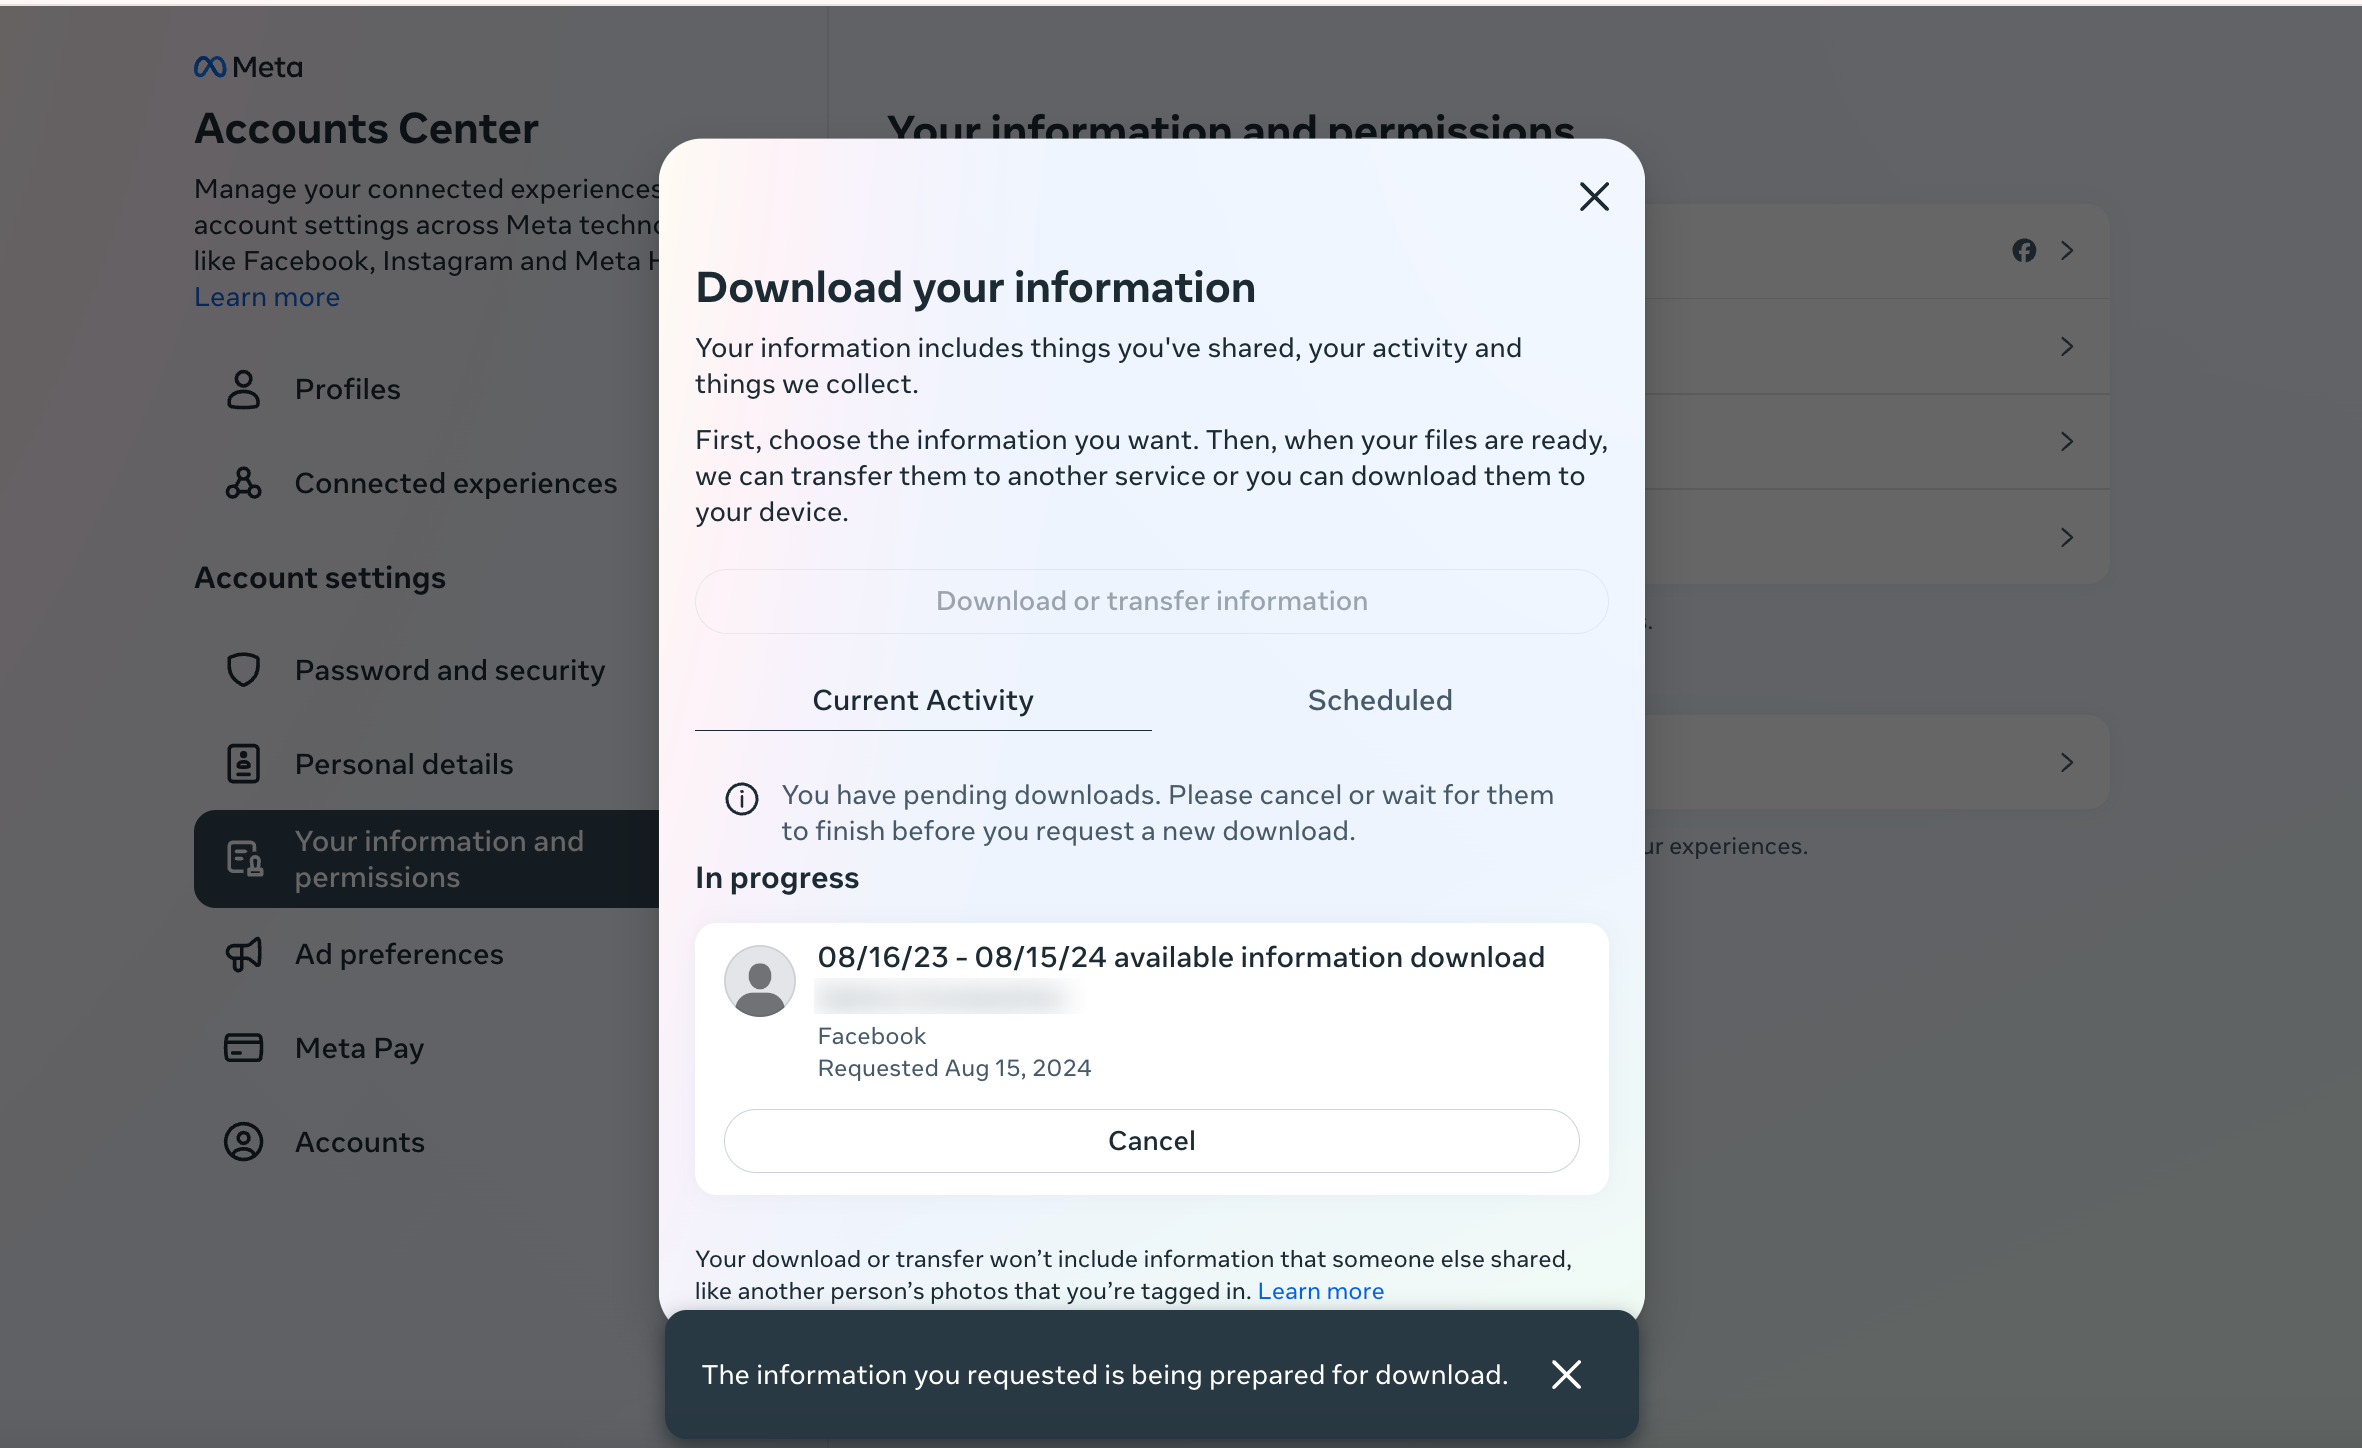 Meta
Accounts Center
Manage your connected experiences
account settings across Meta
like Facebook, Instagram and Meta
Learn more
Profiles
Connected experiences
Account settings
Password and security
Personal details
Your information and
permissions
Ad preferences
Meta Pay
Accounts
Your information and permissions
ur experiences.
Download your information
Your information includes things you've shared, your activity and
things we collect.
First, choose the information you want. Then, when your files are ready,
we can transfer them to another service or you can download them to
your device.
Download or transfer information
Current Activity
Scheduled
You have pending downloads. Please cancel or wait for them
to finish before you request a new download.
In progress
08/16/23 - 08/15/24 available information download
Facebook
Requested Aug 15, 2024
Cancel
Your download or transfer won’t include information that someone else shared,
like another person’s photos that you’re tagged in. Learn more
The information you requested is being prepared for download.